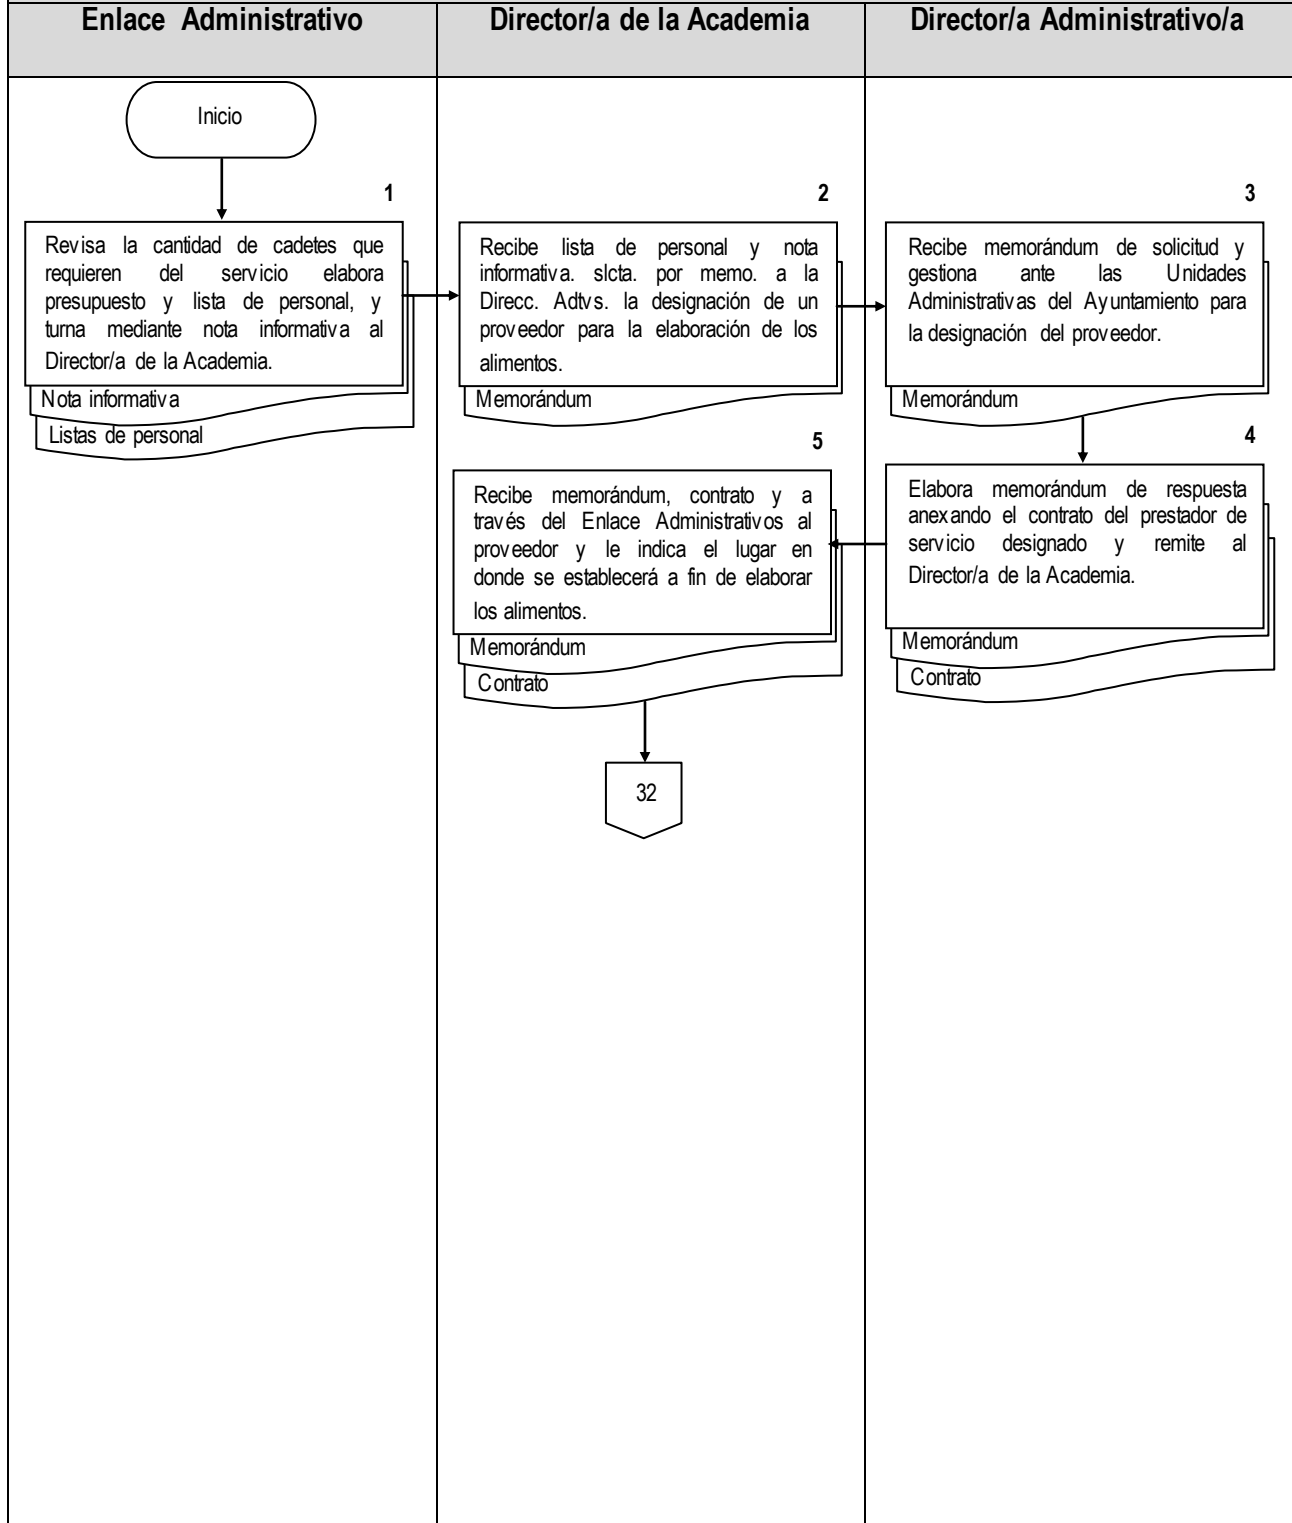 Enlace Administrativo
Director/a de la Academia
Director/a Administrativo/a
Inicio
1
Revisa la cantidad de cadetes que
requieren del servicio elabora
presupuesto y lista de personal, y
turna mediante nota informativa al
Director/a de la Academia.
Nota informativa
Listas de personal
2
Recibe lista de personal y nota
informativa. slcta. por memo. a la
Direcc. Adtvs. la designación de un
proveedor para la elaboración de los
alimentos.
Memorándum
3
Recibe memorándum de solicitud y
gestiona ante las Unidades
Administrativas del Ayuntamiento para
la designación del proveedor.
Memorándum
4
Elabora memorándum de respuesta
anexando el contrato del prestador de
servicio designado y remite al
Director/a de la Academia.
Memorándum
Contrato
5
Recibe memorándum, contrato y a
través del Enlace Administrativos al
proveedor y le indica el lugar en
donde se establecerá a fin de elaborar
los alimentos.
Memorándum
Contrato
32